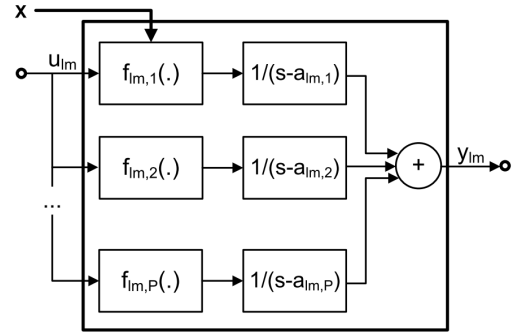 x
u_lm
f_lm,1(.) 1/(s-a_lm,1)
f_lm,2(.) 1/(s-a_lm,2) + y_lm
...
f_lm,P(.) 1/(s-a_lm,P)